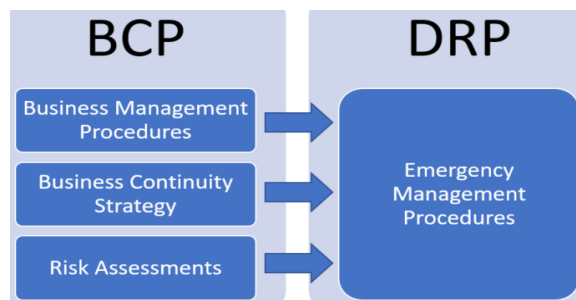 BCP
Business Management
Procedures
Business Continuity
Strategy
Risk Assessments
DRP
Emergency
Management
Procedures